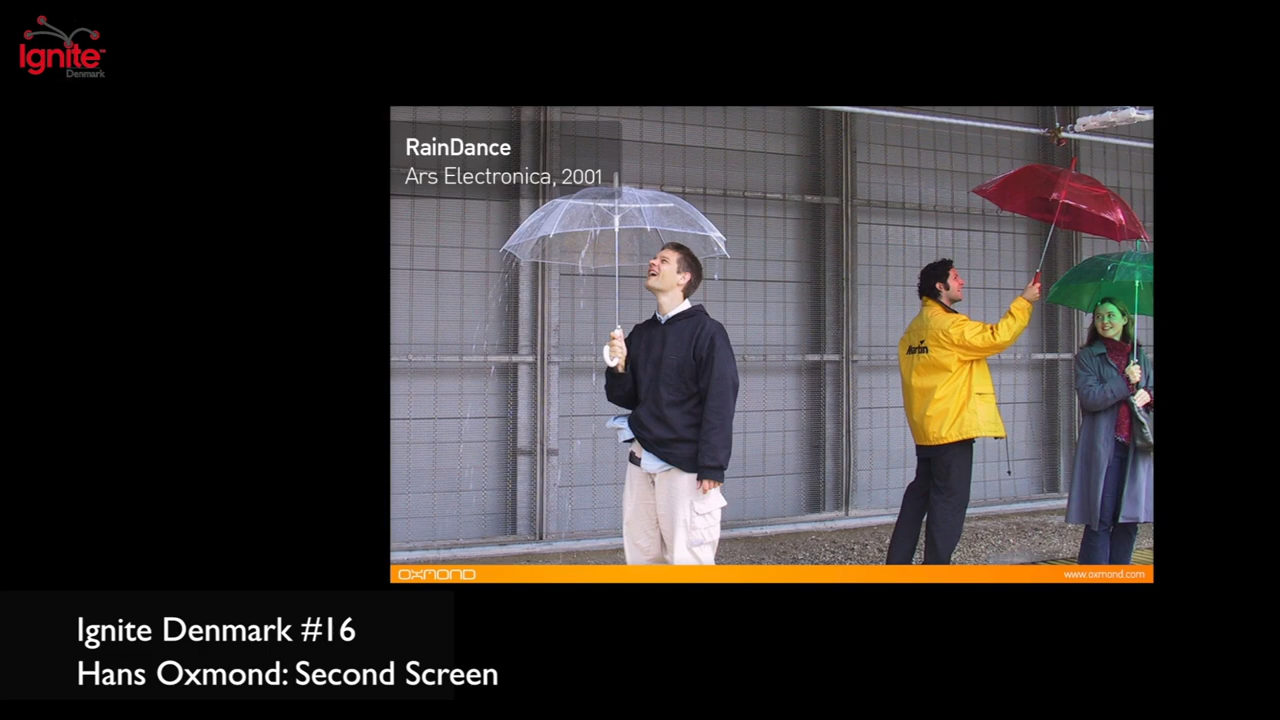 Ignite
Denmark
RainDance
Ars Electronica, 2001
Martin
OXMOND
www.oxmond.com
Ignite Denmark #16
Hans Oxmond: Second Screen